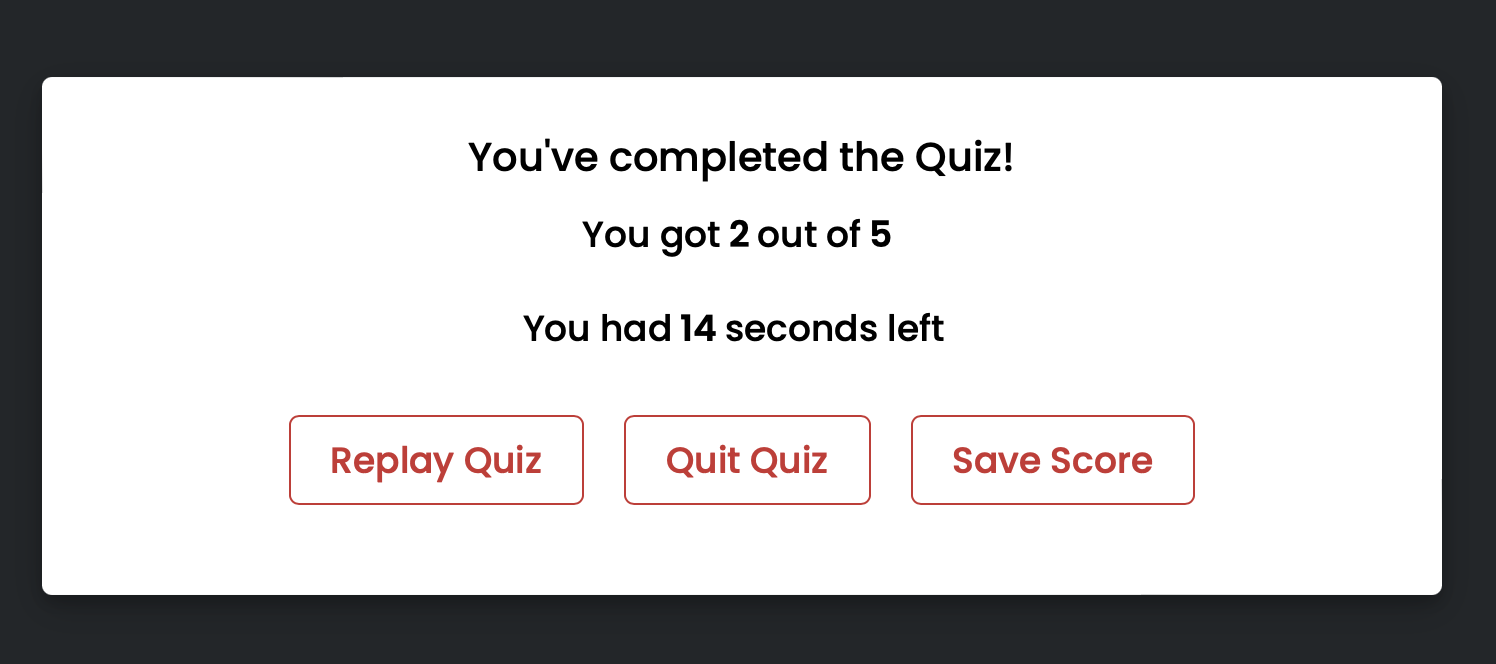 You've completed the Quiz!
You got 2 out of 5
You had 14 seconds left
Replay Quiz
Quit Quiz
Save Score